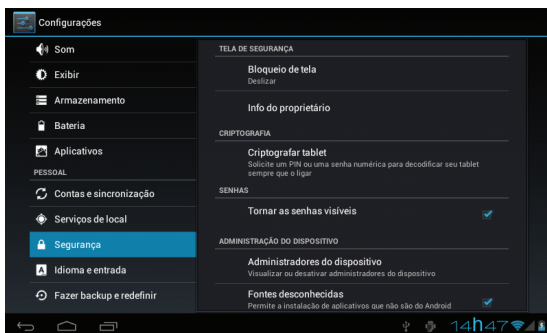 Configurações
Som
Exibir
Armazenamento
Bateria
Aplicativos
PESSOAL
Contas e sincronização
Serviços de local
Segurança
Idioma e entrada
Fazer backup e redefinir
TELA DE SEGURANÇA
Bloqueio de tela
Deslizar
Info do proprietário
CRIPTOGRAFIA
Criptografar tablet
Solicite um PIN ou uma senha numérica para decodificar seu tablet
sempre que o ligar
SENHAS
Tornar as senhas visíveis
ADMINISTRAÇÃO DO DISPOSITIVO
Administradores do dispositivo
Visualizar ou desativar administradores do dispositivo
Fontes desconhecidas
Permite a instalação de aplicativos que não são do Android
14h47